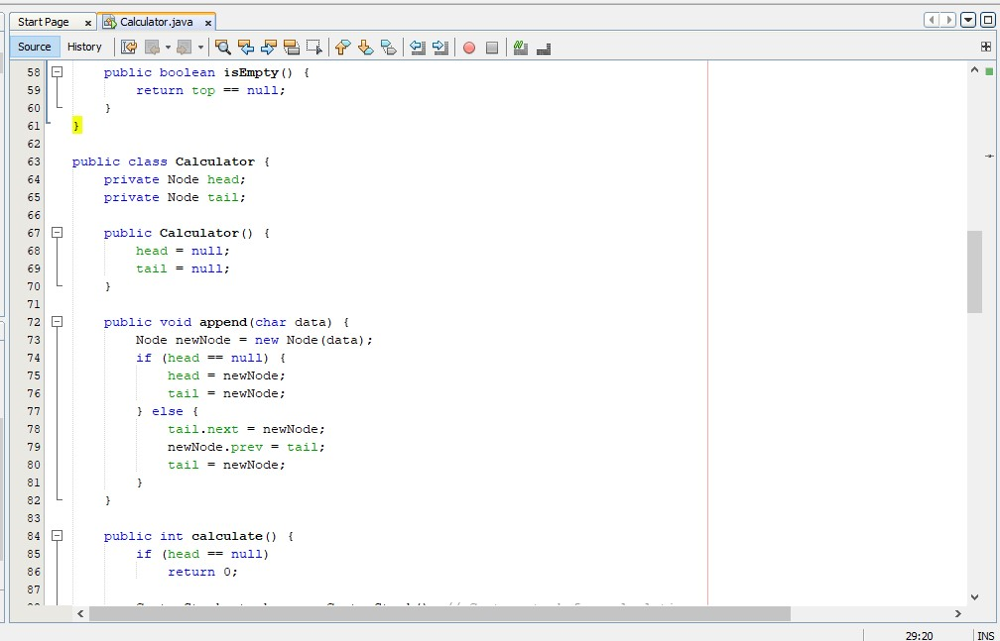 Start Page
Calculator.java
Source History
58 public boolean isEmpty() {
59 return top == null;
60 }
61 }
62
63 public class Calculator {
64 private Node head;
65 private Node tail;
66
67 public Calculator() {
68 head = null;
69 tail = null;
70 }
71
72 public void append(char data) {
73 Node newNode = new Node(data);
74 if (head == null) {
75 head = newNode;
76 tail = newNode;
77 } else {
78 tail.next = newNode;
79 newNode.prev = tail;
80 tail = newNode;
81 }
82 }
83
84 public int calculate() {
85 if (head == null)
86 return 0;
87
29:20 INS